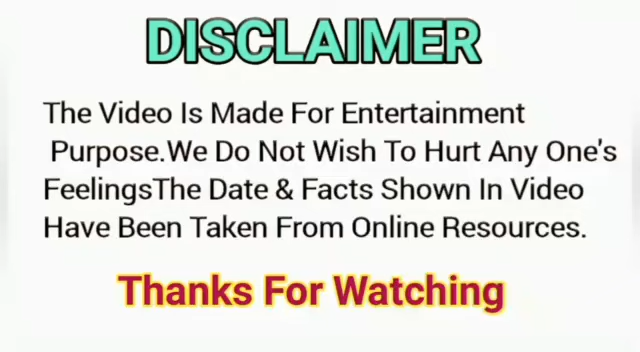 DISCLAIMER
The Video Is Made For Entertainment
Purpose.We Do Not Wish To Hurt Any One's
FeelingsThe Date & Facts Shown In Video
Have Been Taken From Online Resources.
Thanks For Watching